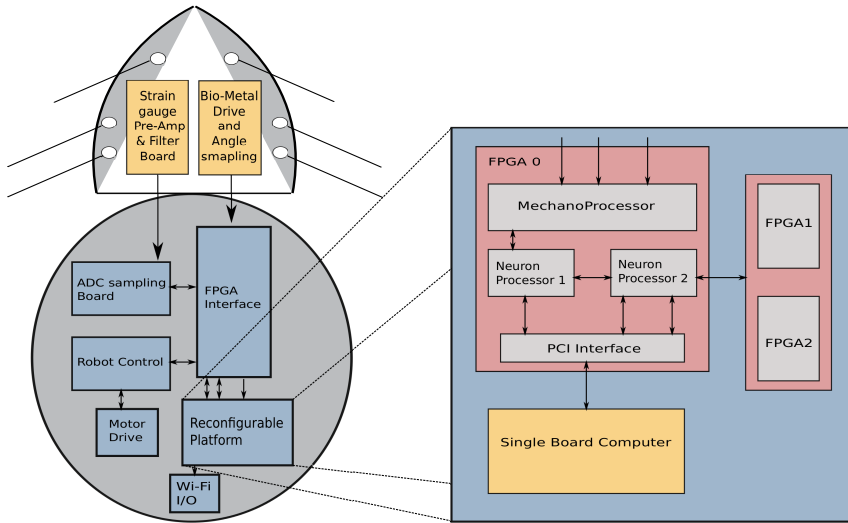 Strain
gauge
Pre-Amp
& Filter
Board
Bio-Metal
Drive
and
Angle
smapling
ADC sampling
Board
FPGA
Interface
Robot Control
Motor
Drive
Reconfigurable
Platform
Wi-Fi
I/O
FPGA 0
MechanoProcessor
Neuron
Processor 1
Neuron
Processor 2
PCI Interface
FPGA1
FPGA2
Single Board Computer